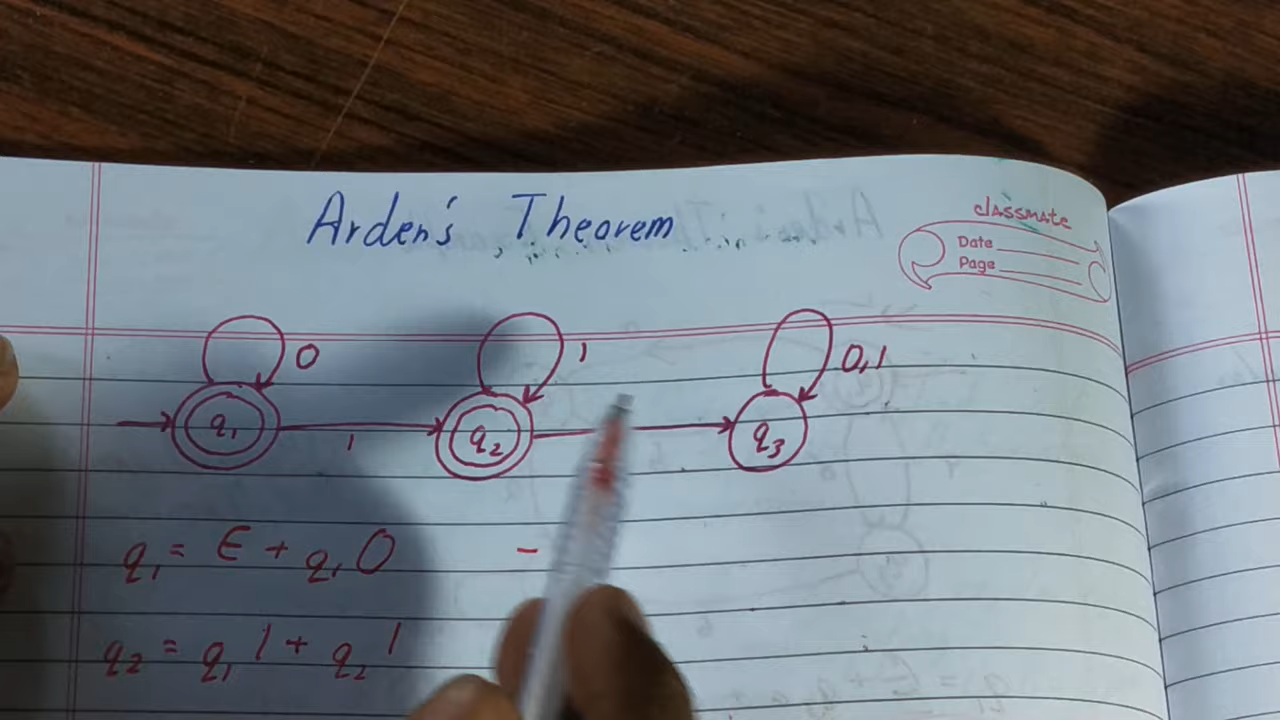 Arden's Theorem
classmate
Date
Page
0 1 0,1
q1 q2 q3
1
q1 = ϵ + q1 0 -
q2 = q1 1 + q2 1